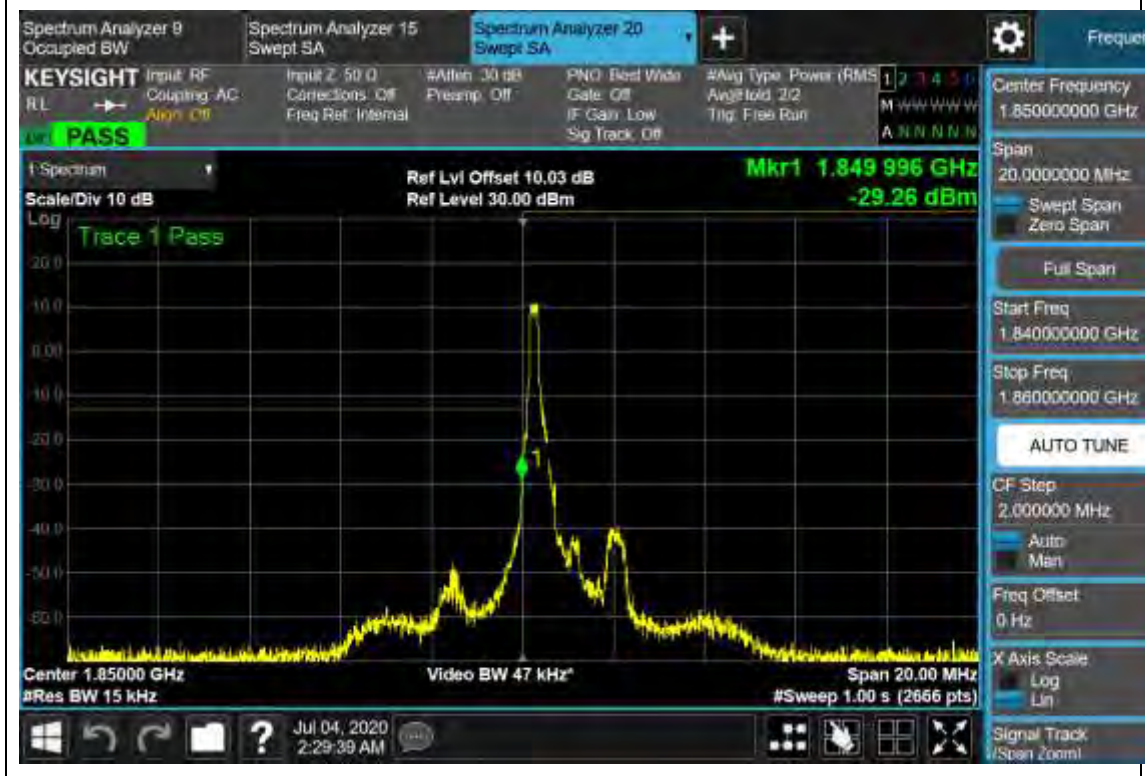 Spectrum Analyzer 9
Occupied BW
Spectrum Analyzer 15
Swept SA
Spectrum Analyzer 20
Swept SA
Frequen
KEYSIGHT
RL
PASS
Input: RF
Coupling: AC
Align: Off
Input Z: 50 Ω
Corrections: Off
Freq Ref: Internal
#Atten: 30 dB
Preamp: Off
PNO: Best Wide
Gate: Off
IF Gain: Low
Sig Track: Off
#Avg Type: Power (RMS
Avg|Hold: 2/2
Trig: Free Run
1 2 3 4 5 6
M W W W W W
A N N N N N
1 Spectrum
Scale/Div 10 dB
Ref Lvl Offset 10.03 dB
Ref Level 30.00 dBm
Mkr1 1.849 996 GHz
-29.26 dBm
Log
Trace 1 Pass
20.0
10.0
0.00
-10.0
-20.0
-30.0
-40.0
-50.0
-60.0
1
Center 1.85000 GHz
#Res BW 15 kHz
Video BW 47 kHz*
Span 20.00 MHz
#Sweep 1.00 s (2666 pts)
Center Frequency
1.850000000 GHz
Span
20.0000000 MHz
Swept Span
Zero Span
Full Span
Start Freq
1.840000000 GHz
Stop Freq
1.860000000 GHz
AUTO TUNE
CF Step
2.000000 MHz
Auto
Man
Freq Offset
0 Hz
X Axis Scale
Log
Lin
Signal Track
(Span Zoom)
?
Jul 04, 2020
2:29:39 AM